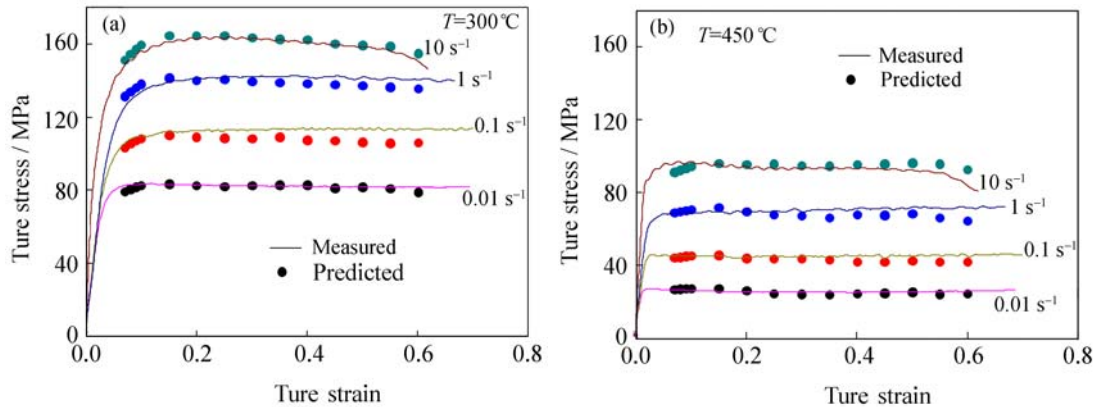 (a)
T=300℃
160
10 s⁻¹
1 s⁻¹
120
0.1 s⁻¹
80
0.01 s⁻¹
Measured
40
Predicted
0
0.0 0.2 0.4 0.6 0.8
Ture stress / MPa
Ture strain
(b)
T=450℃
160
Measured
Predicted
120
80
10 s⁻¹
1 s⁻¹
40
0.1 s⁻¹
0.01 s⁻¹
0
0.0 0.2 0.4 0.6 0.8
Ture stress / MPa
Ture strain